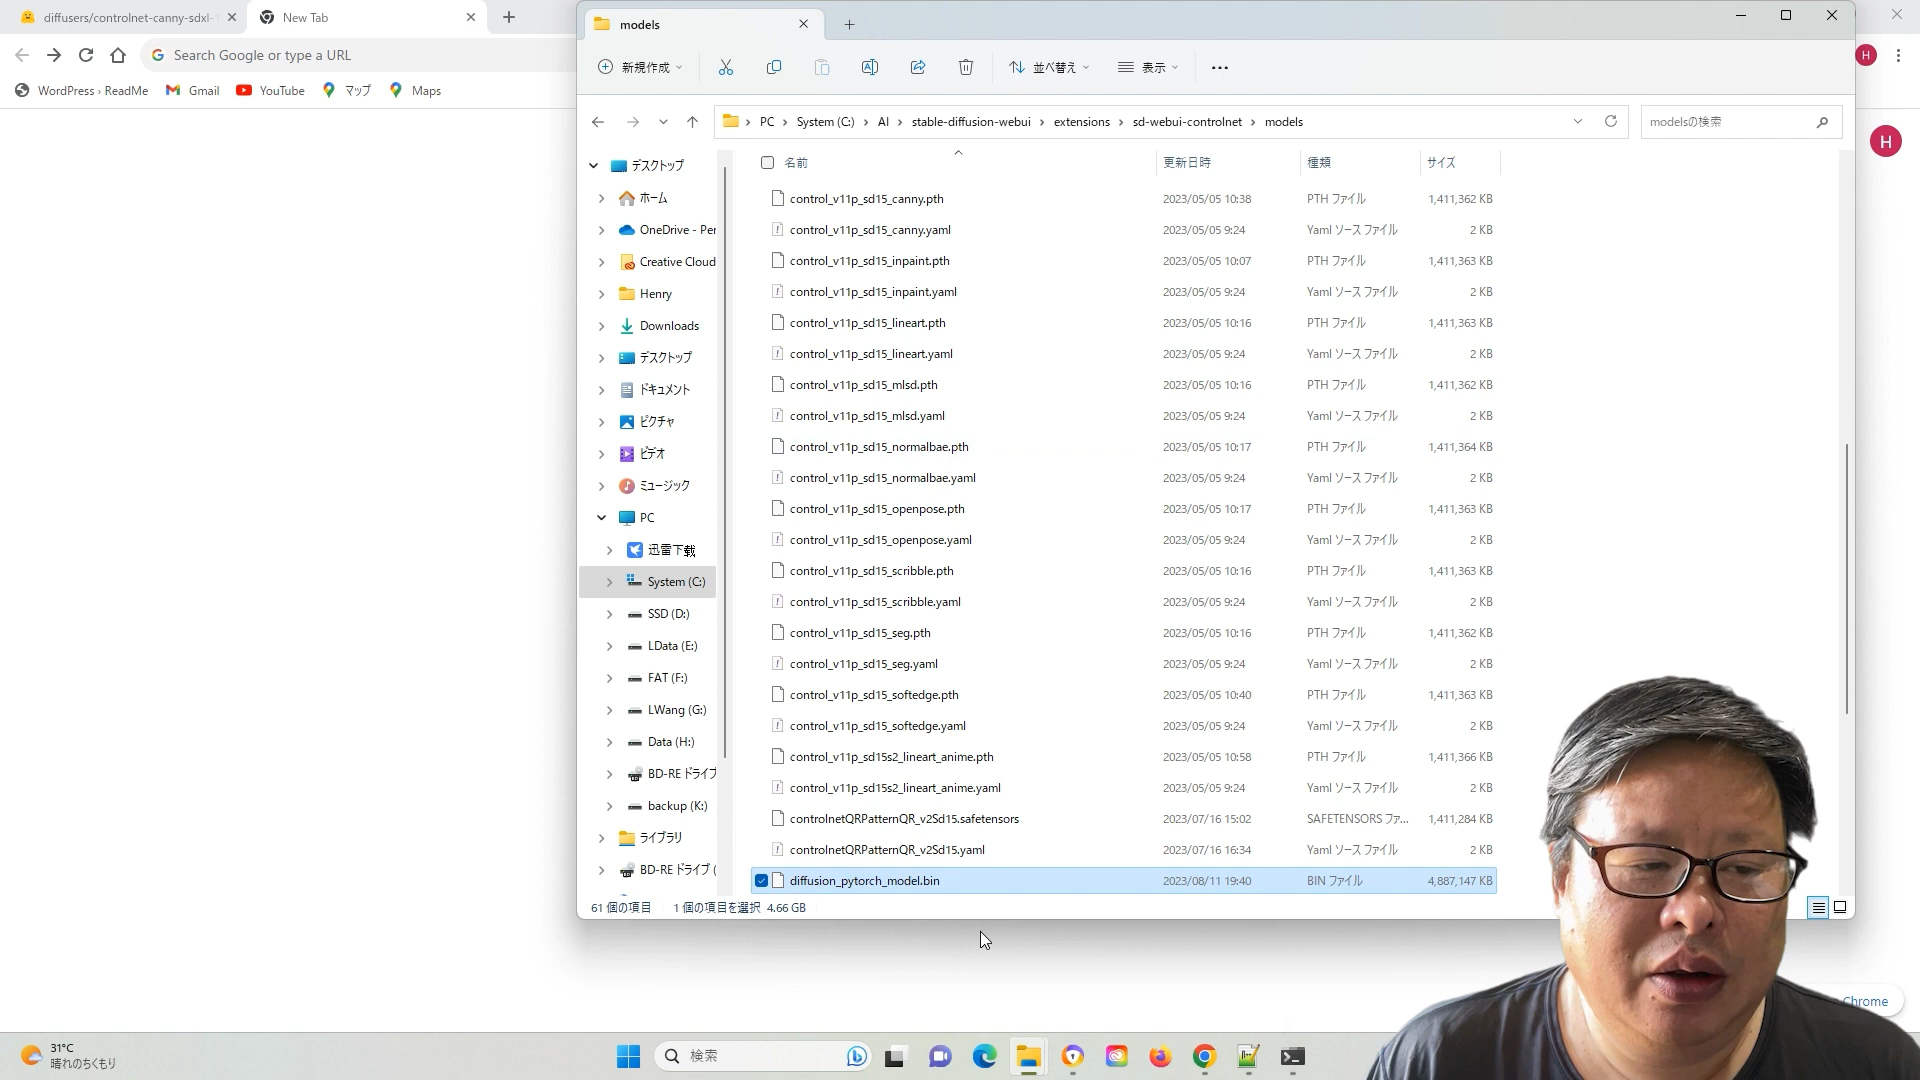 diffusers/controlnet-canny-sdxl-1
New Tab
Search Google or type a URL
WordPress › ReadMe
Gmail
YouTube
マップ
Maps
models
新規作成
並べ替え
表示
PC
System (C:)
AI
stable-diffusion-webui
extensions
sd-webui-controlnet
models
modelsの検索
H
H
デスクトップ
ホーム
OneDrive - Per
Creative Cloud
Henry
Downloads
デスクトップ
ドキュメント
ピクチャ
ビデオ
ミュージック
PC
迅雷下载
System (C:)
SSD (D:)
LData (E:)
FAT (F:)
LWang (G:)
Data (H:)
BD-RE ドライブ
backup (K:)
ライブラリ
BD-RE ドライブ (
名前 更新日時 種類 サイズ
control_v11p_sd15_canny.pth 2023/05/05 10:38 PTH ファイル 1,411,362 KB
control_v11p_sd15_canny.yaml 2023/05/05 9:24 Yaml ソース ファイル 2 KB
control_v11p_sd15_inpaint.pth 2023/05/05 10:07 PTH ファイル 1,411,363 KB
control_v11p_sd15_inpaint.yaml 2023/05/05 9:24 Yaml ソース ファイル 2 KB
control_v11p_sd15_lineart.pth 2023/05/05 10:16 PTH ファイル 1,411,363 KB
control_v11p_sd15_lineart.yaml 2023/05/05 9:24 Yaml ソース ファイル 2 KB
control_v11p_sd15_mlsd.pth 2023/05/05 10:16 PTH ファイル 1,411,362 KB
control_v11p_sd15_mlsd.yaml 2023/05/05 9:24 Yaml ソース ファイル 2 KB
control_v11p_sd15_normalbae.pth 2023/05/05 10:17 PTH ファイル 1,411,364 KB
control_v11p_sd15_normalbae.yaml 2023/05/05 9:24 Yaml ソース ファイル 2 KB
control_v11p_sd15_openpose.pth 2023/05/05 10:17 PTH ファイル 1,411,363 KB
control_v11p_sd15_openpose.yaml 2023/05/05 9:24 Yaml ソース ファイル 2 KB
control_v11p_sd15_scribble.pth 2023/05/05 10:16 PTH ファイル 1,411,363 KB
control_v11p_sd15_scribble.yaml 2023/05/05 9:24 Yaml ソース ファイル 2 KB
control_v11p_sd15_seg.pth 2023/05/05 10:16 PTH ファイル 1,411,362 KB
control_v11p_sd15_seg.yaml 2023/05/05 9:24 Yaml ソース ファイル 2 KB
control_v11p_sd15_softedge.pth 2023/05/05 10:40 PTH ファイル 1,411,363 KB
control_v11p_sd15_softedge.yaml 2023/05/05 9:24 Yaml ソース ファイル 2 KB
control_v11p_sd15s2_lineart_anime.pth 2023/05/05 10:58 PTH ファイル 1,411,366 KB
control_v11p_sd15s2_lineart_anime.yaml 2023/05/05 9:24 Yaml ソース ファイル 2 KB
controlnetQRPatternQR_v2Sd15.safetensors 2023/07/16 15:02 SAFETENSORS ファ... 1,411,284 KB
controlnetQRPatternQR_v2Sd15.yaml 2023/07/16 16:34 Yaml ソース ファイル 2 KB
diffusion_pytorch_model.bin 2023/08/11 19:40 BIN ファイル 4,887,147 KB
61 個の項目 1 個の項目を選択 4.66 GB
Chrome
31°C
晴れのちくもり
検索